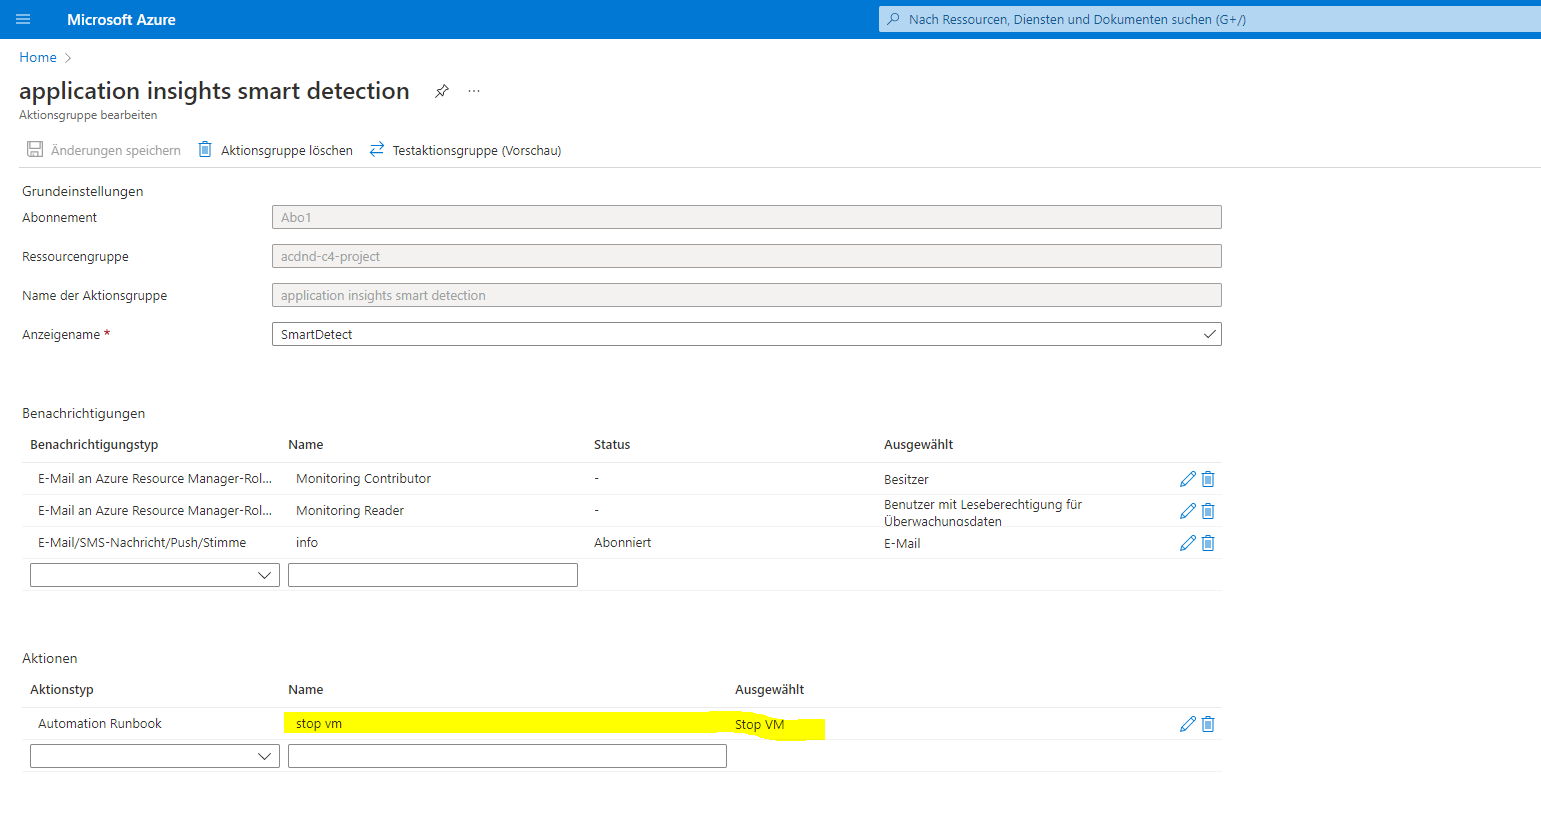 Microsoft Azure
Nach Ressourcen, Diensten und Dokumenten suchen (G+/)
Home
application insights smart detection
Aktionsgruppe bearbeiten
Änderungen speichern Aktionsgruppe löschen Testaktionsgruppe (Vorschau)
Grundeinstellungen
Abonnement Abo1
Ressourcengruppe acdnd-c4-project
Name der Aktionsgruppe application insights smart detection
Anzeigename * SmartDetect
Benachrichtigungen
Benachrichtigungstyp Name Status Ausgewählt
E-Mail an Azure Resource Manager-Rol... Monitoring Contributor - Besitzer
E-Mail an Azure Resource Manager-Rol... Monitoring Reader - Benutzer mit Leseberechtigung für
Überwachungsdaten
E-Mail/SMS-Nachricht/Push/Stimme info Abonniert E-Mail
Aktionen
Aktionstyp Name Ausgewählt
Automation Runbook stop vm Stop VM